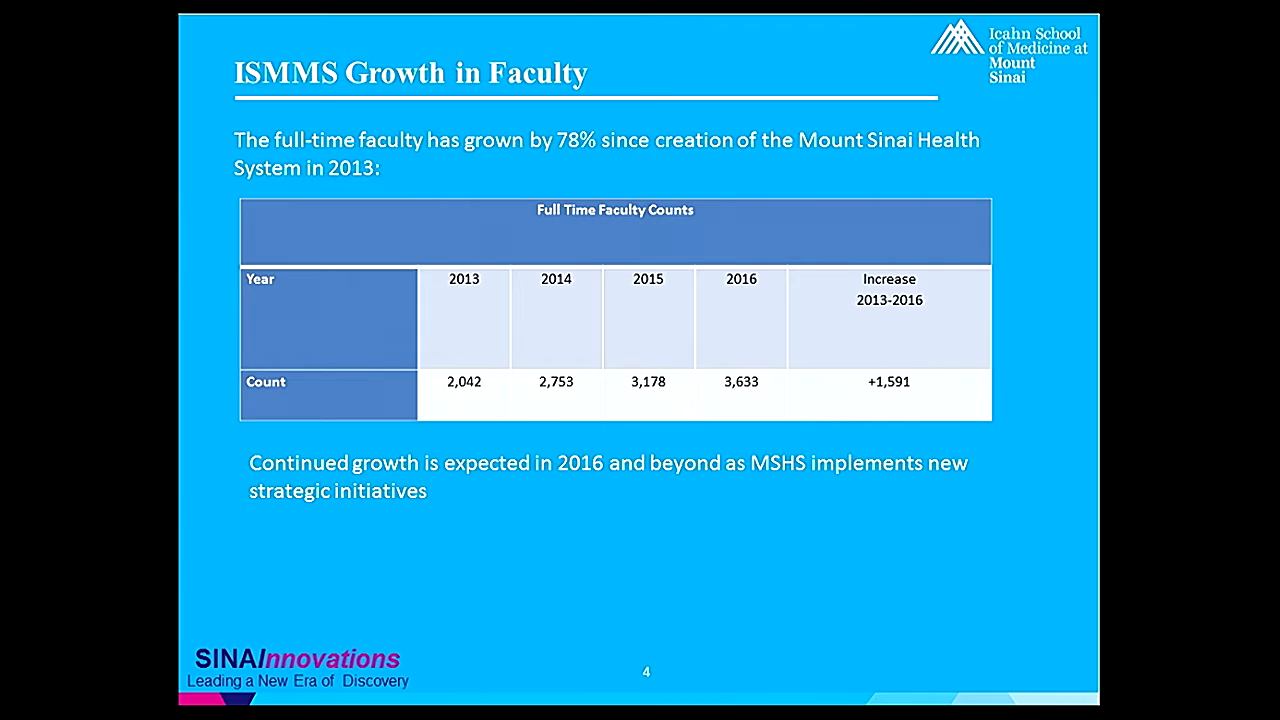 Icahn School
of Medicine at
Mount
Sinai
ISMMS Growth in Faculty
The full-time faculty has grown by 78% since creation of the Mount Sinai Health
System in 2013:
Full Time Faculty Counts
Year 2013 2014 2015 2016 Increase
2013-2016
Count 2,042 2,753 3,178 3,633 +1,591
Continued growth is expected in 2016 and beyond as MSHS implements new
strategic initiatives
SINAInnovations
Leading a New Era of Discovery
4